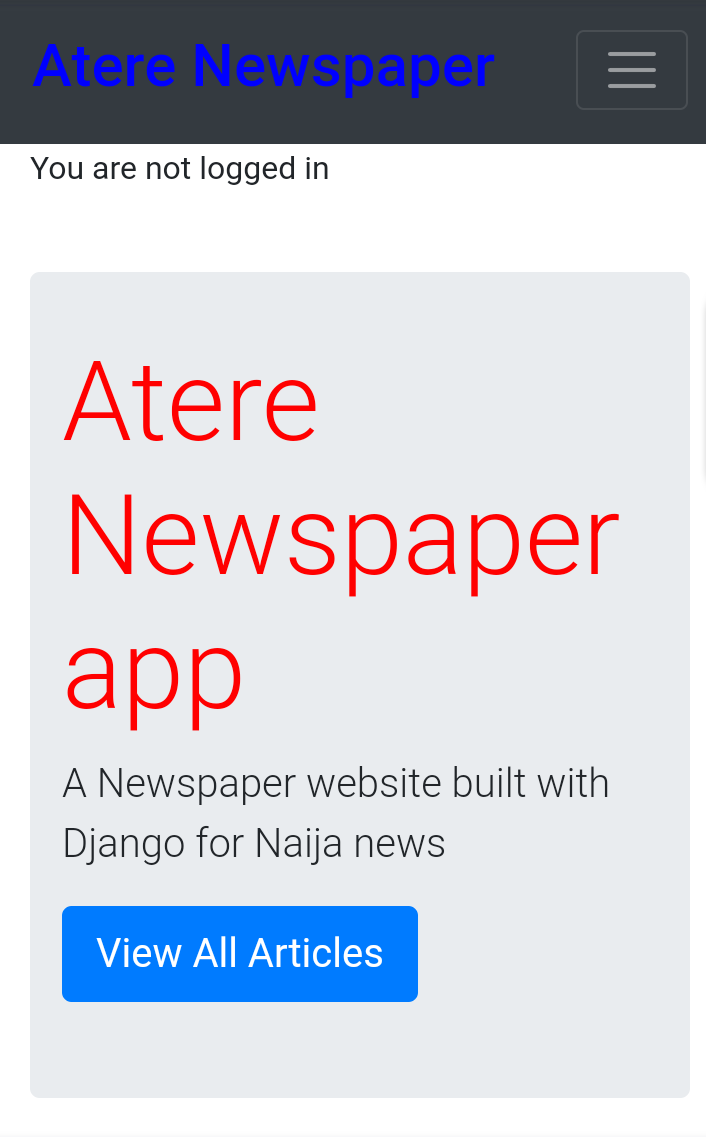 Atere Newspaper
You are not logged in
Atere
Newspaper
app
A Newspaper website built with
Django for Naija news
View All Articles